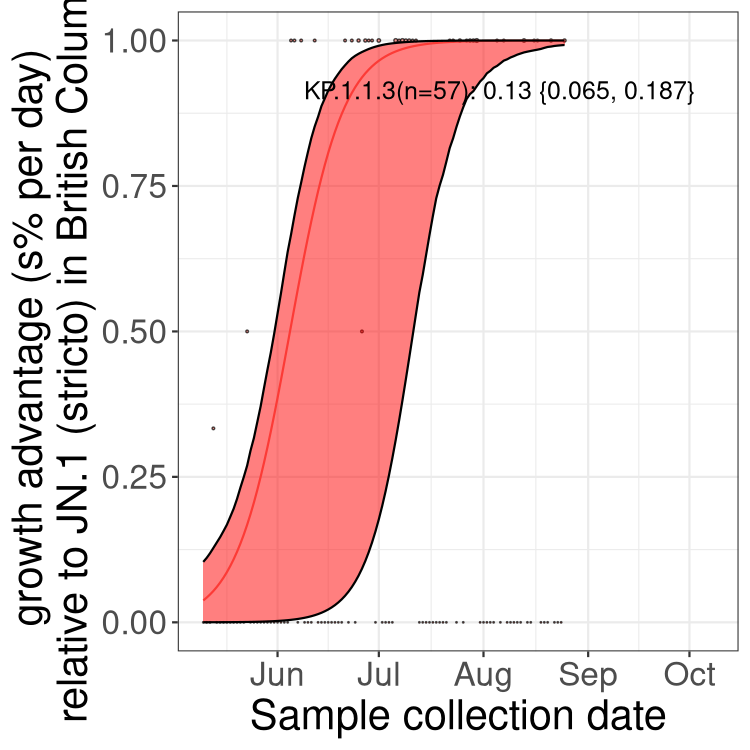 growth advantage (s% per day)
relative to JN.1 (stricto) in British Colum
1.00
0.75
0.50
0.25
0.00
KP.1.1.3(n=57): 0.13 {0.065, 0.187}
Jun Jul Aug Sep Oct
Sample collection date